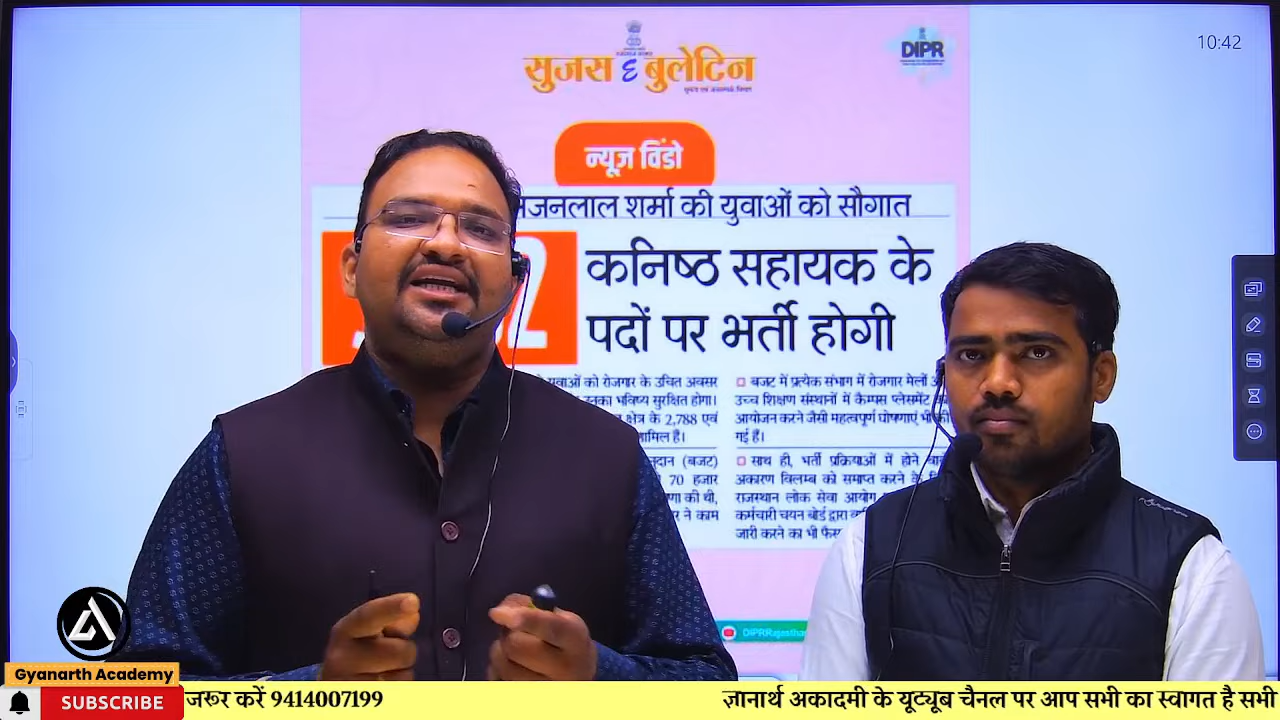 10:42
सुजस ई बुलेटिन
DIPR
न्यूज विंडो
जनलाल शर्मा की युवाओं को सौगात
कनिष्ठ सहायक के
पदों पर भर्ती होगी
युवाओं को रोजगार के उचित अवसर
भविष्य सुरक्षित होगा।
क्षेत्र के 2,788 एवं
शामिल हैं।
(बजट)
70 हजार
की थी,
ने काम
बजट में प्रत्येक संभाग में रोजगार मेलों
उच्च शिक्षण संस्थानों में कैम्पस प्लेसमेंट
आयोजन करने जैसी महत्वपूर्ण घोषणाएं भी की
गई हैं।
साथ ही, भर्ती प्रक्रियाओं में होने
अकारण विलम्ब को समाप्त करने के
राजस्थान लोक सेवा आयोग
कर्मचारी चयन बोर्ड द्वारा
जारी करने का भी
DIPRRajastha
Gyanarth Academy
SUBSCRIBE
जरूर करें 9414007199
ज्ञानार्थ अकादमी के यूट्यूब चैनल पर आप सभी का स्वागत है सभी